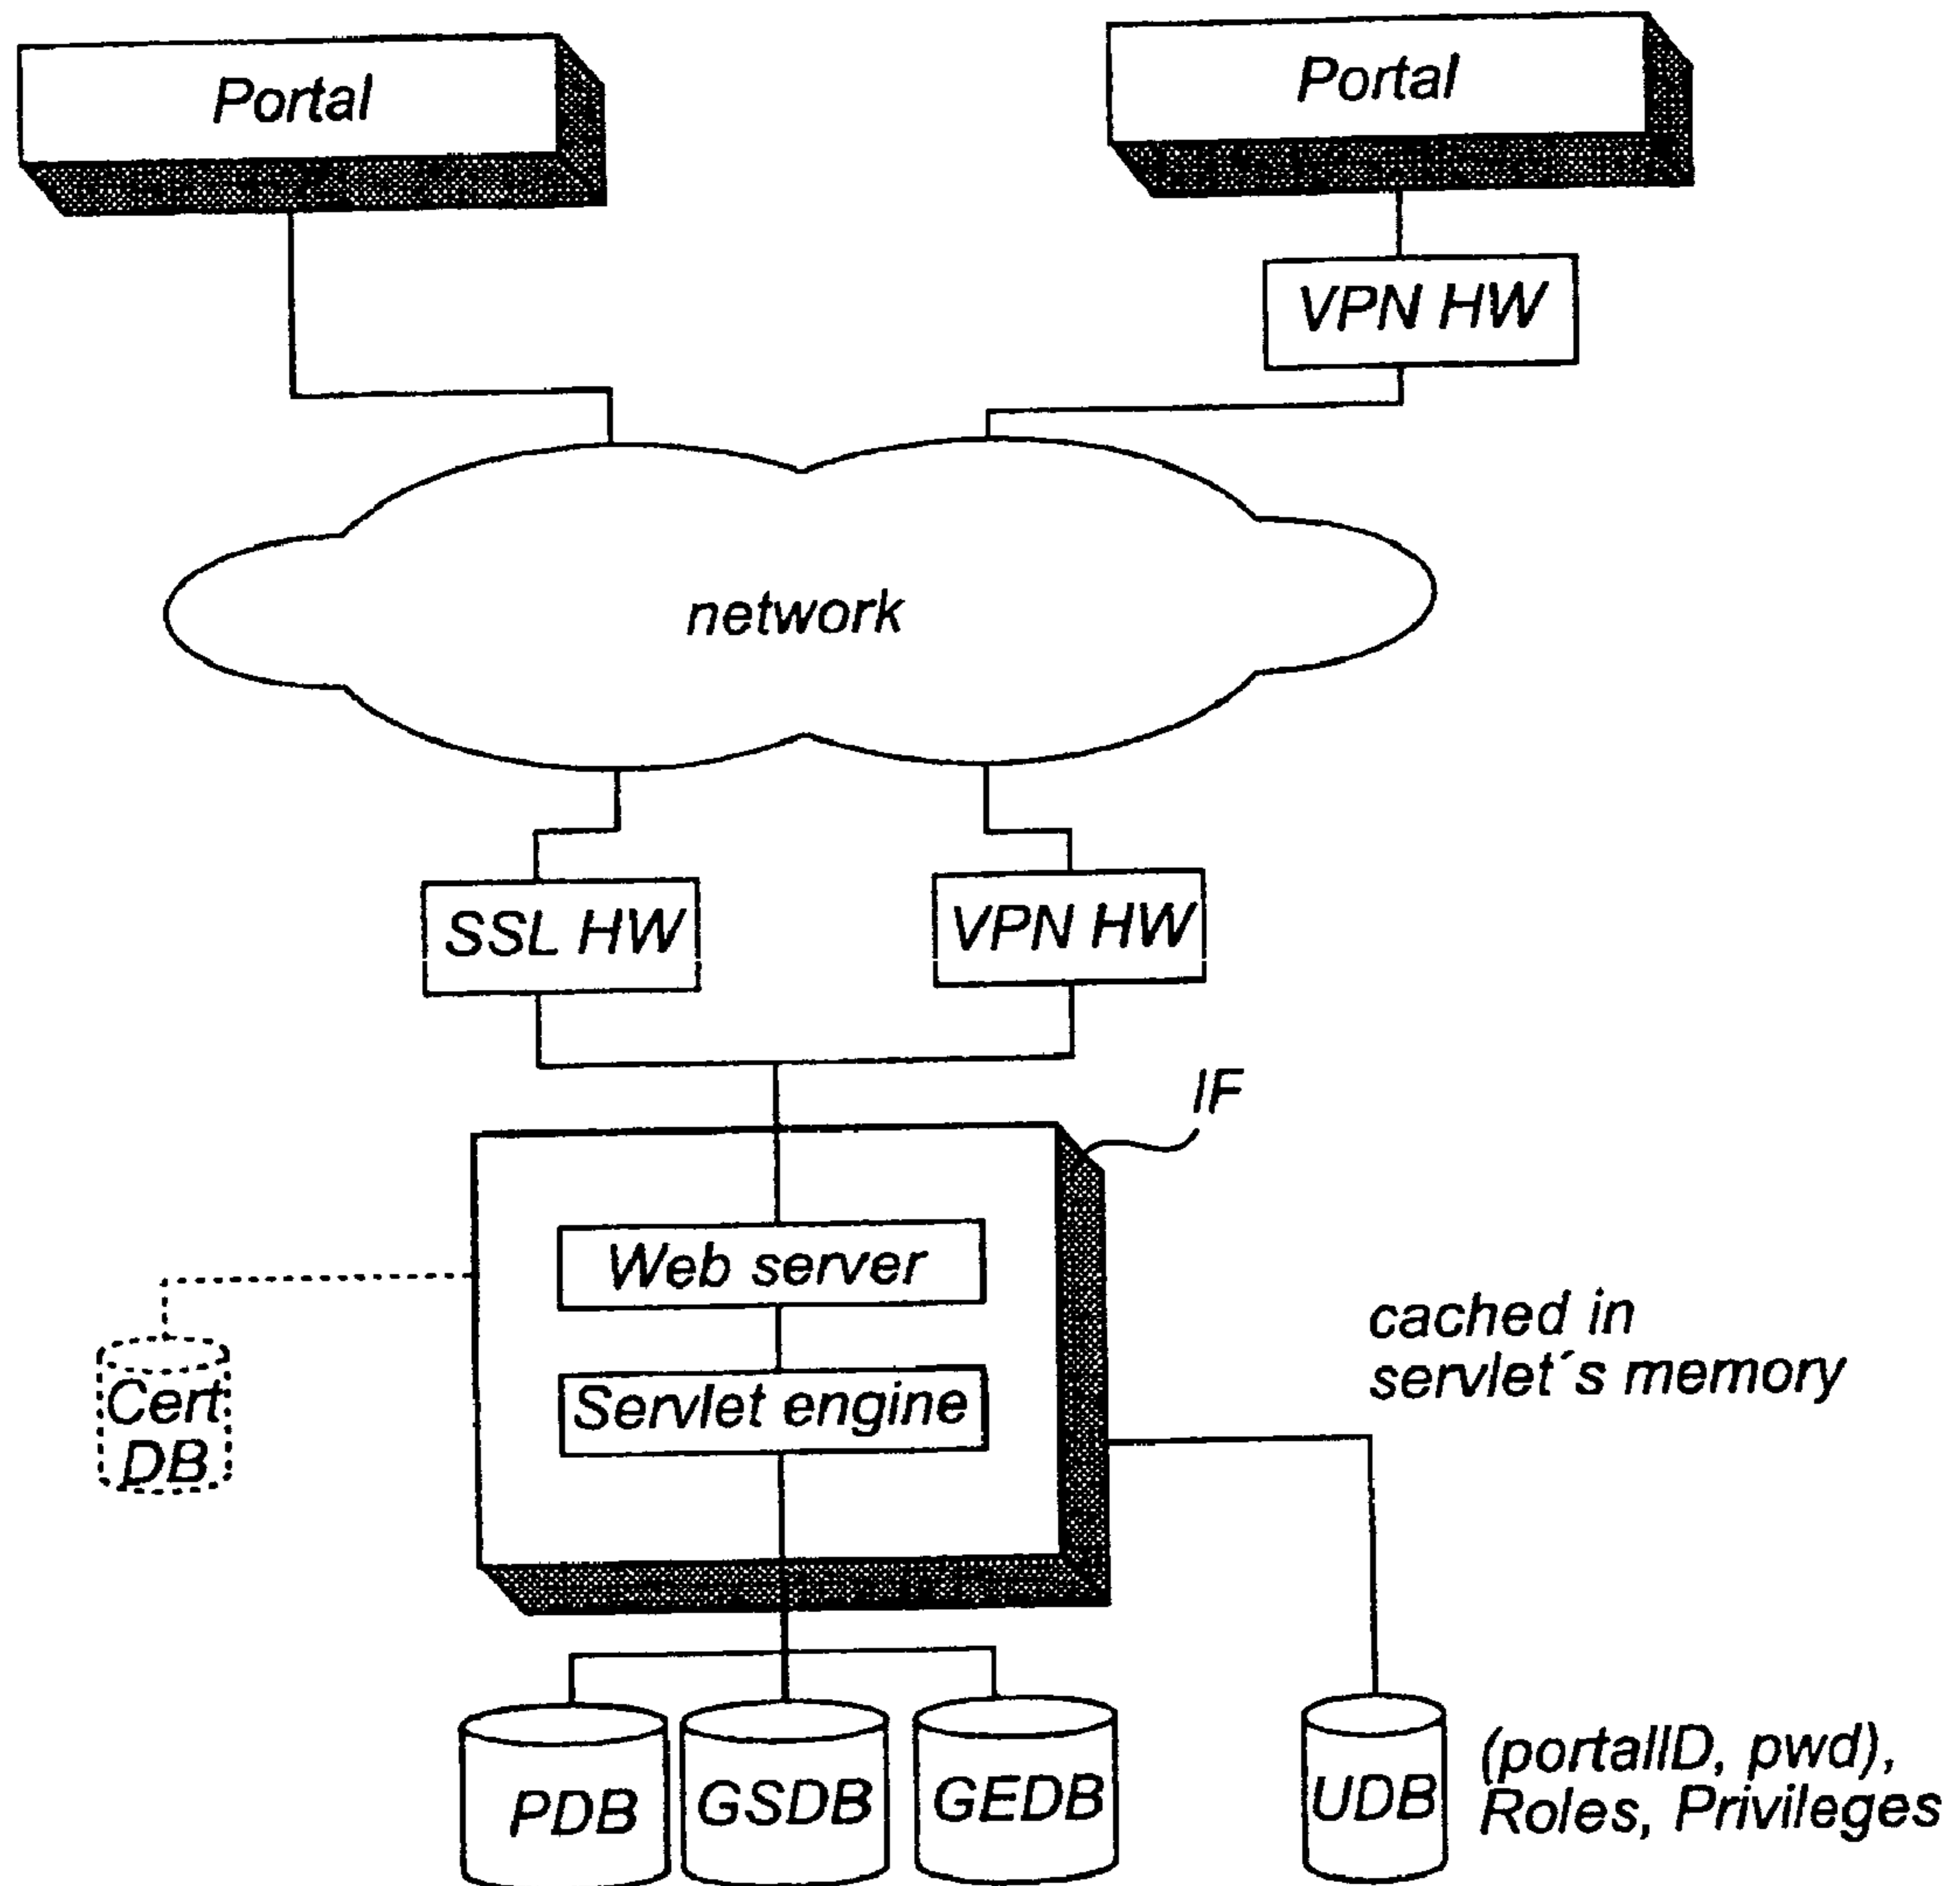 Portal
Portal
VPN HW
network
SSL HW
VPN HW
IF
Web server
cached in
servlet´s memory
Servlet engine
Cert
DB
PDB
GSDB
GEDB
UDB
(portalID, pwd),
Roles, Privileges